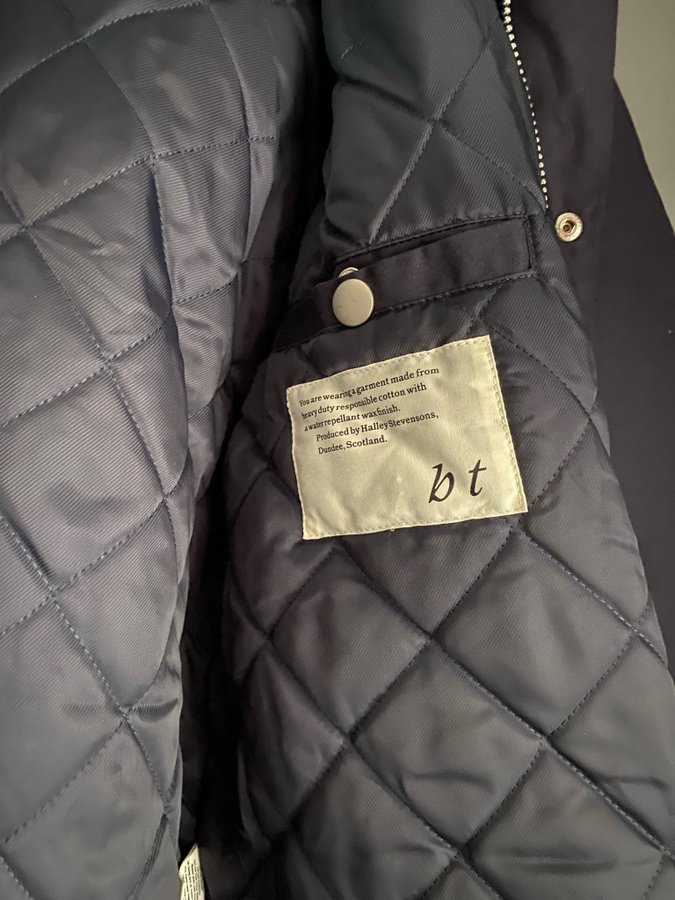 You are wearing a garment made from
heavy duty responsible cotton with
a water repellant wax finish.
Produced by Halley Stevensons,
Dundee, Scotland.
bt